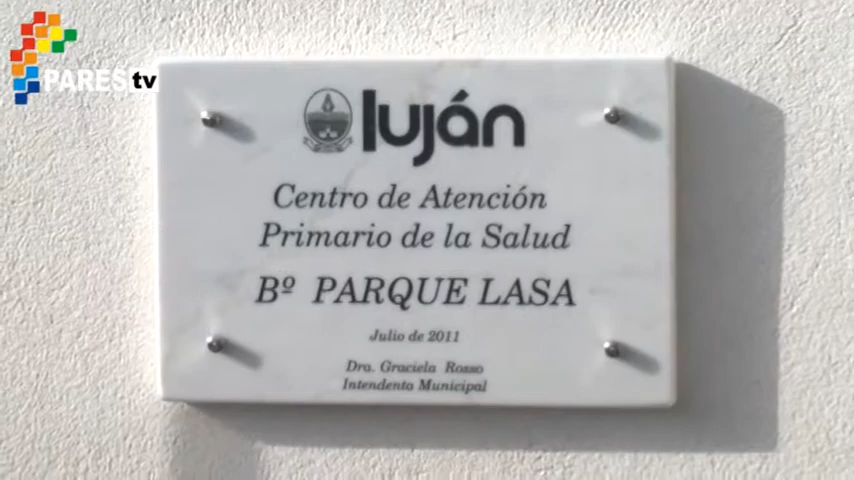 PARES tv
luján
Centro de Atención
Primario de la Salud
Bº PARQUE LASA
Julio de 2011
Dra. Graciela Rosso
Intendenta Municipal